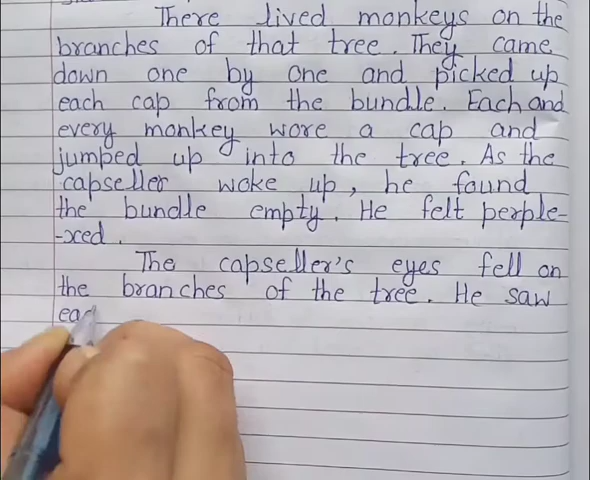 There lived monkeys on the
branches of that tree. They came
down one by one and picked up
each cap from the bundle. Each and
every monkey wore a cap and
jumped up into the tree. As the
capseller woke up, he found
the bundle empty. He felt perple-
-xed.
The capseller's eyes fell on
the branches of the tree. He saw
eac